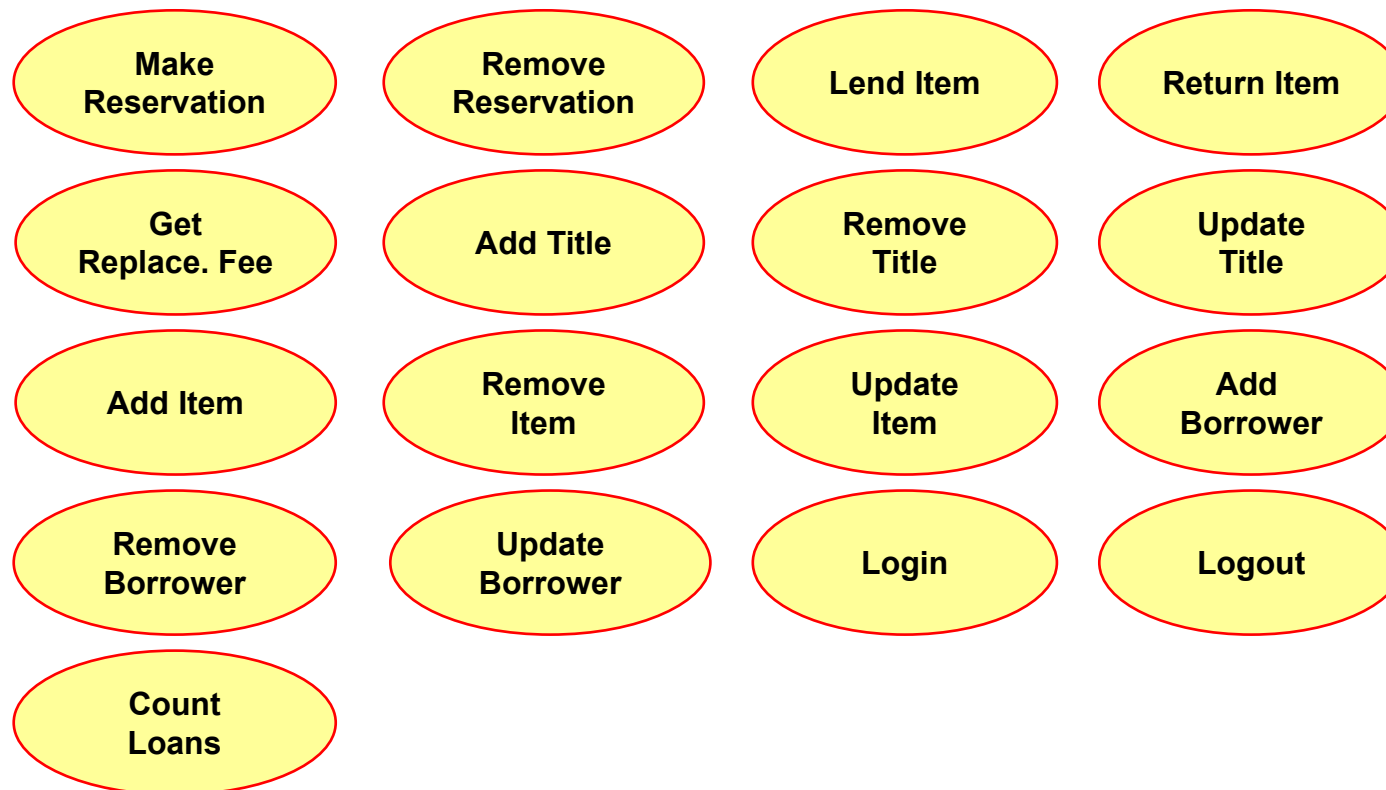 Make
Reservation
Remove
Reservation
Lend Item
Return Item
Get
Replace. Fee
Add Title
Remove
Title
Update
Title
Add Item
Remove
Item
Update
Item
Add
Borrower
Remove
Borrower
Update
Borrower
Login
Logout
Count
Loans